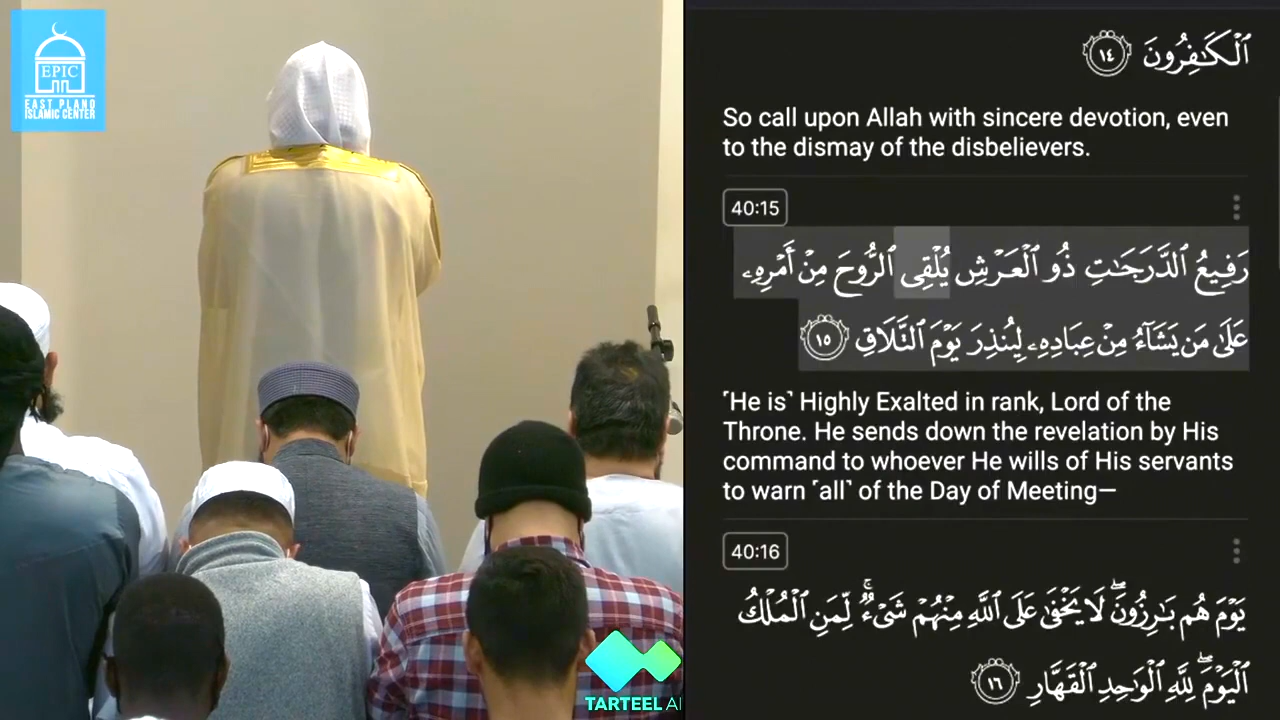 EPIC
EAST PLANO
ISLAMIC CENTER
ٱلْكَـٰفِرُونَ ١٤
So call upon Allah with sincere devotion, even
to the dismay of the disbelievers.
40:15
رَفِيعُ ٱلدَّرَجَـٰتِ ذُو ٱلْعَرْشِ يُلْقِى ٱلرُّوحَ مِنْ أَمْرِهِۦ
عَلَىٰ مَن يَشَآءُ مِنْ عِبَادِهِۦ لِيُنذِرَ يَوْمَ ٱلتَّلَاقِ ١٥
˹He is˺ Highly Exalted in rank, Lord of the
Throne. He sends down the revelation by His
command to whoever He wills of His servants
to warn ˹all˺ of the Day of Meeting—
40:16
يَوْمَ هُم بَـٰرِزُونَ ۖ لَا يَخْفَىٰ عَلَى ٱللَّهِ مِنْهُمْ شَىْءٌ ۚ لِّمَنِ ٱلْمُلْكُ
ٱلْيَوْمَ ۖ لِلَّهِ ٱلْوَٰحِدِ ٱلْقَهَّارِ ١٦
TARTEEL AI